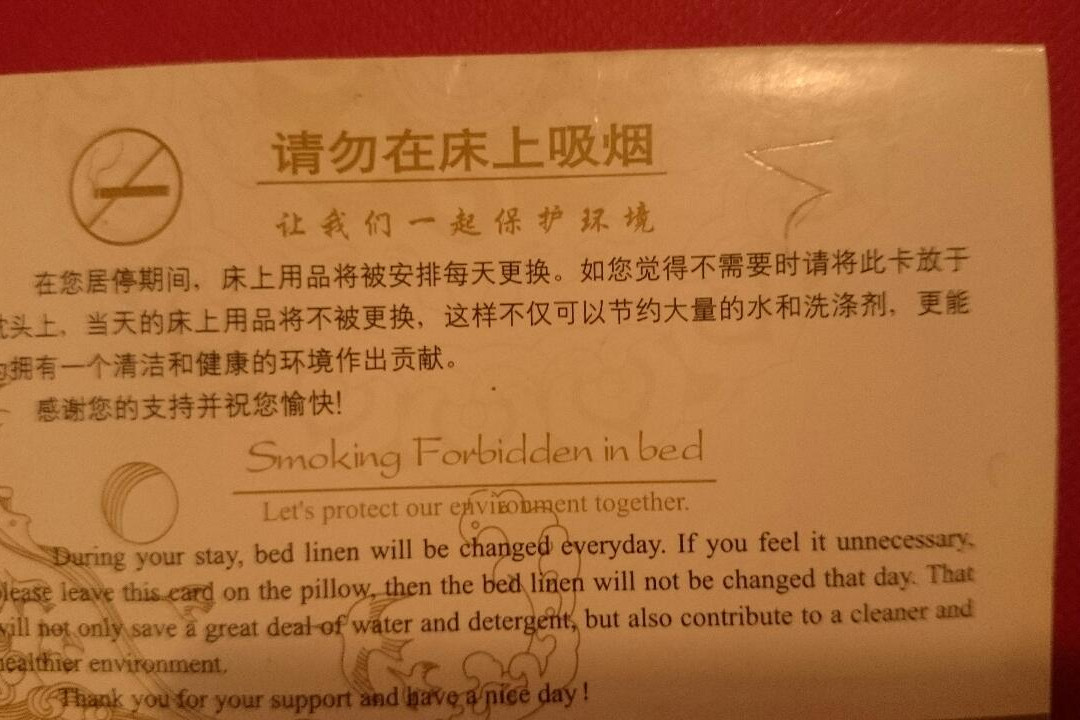 请勿在床上吸烟
让我们一起保护环境
在您居停期间，床上用品将被安排每天更换。如您觉得不需要时请将此卡放于
枕头上，当天的床上用品将不被更换，这样不仅可以节约大量的水和洗涤剂，更能
为拥有一个清洁和健康的环境作出贡献。
感谢您的支持并祝您愉快！
Smoking Forbidden in bed
Let's protect our environment together.
During your stay, bed linen will be changed everyday. If you feel it unnecessary,
please leave this card on the pillow, then the bed linen will not be changed that day. That
will not only save a great deal of water and detergent, but also contribute to a cleaner and
healthier environment.
Thank you for your support and have a nice day!